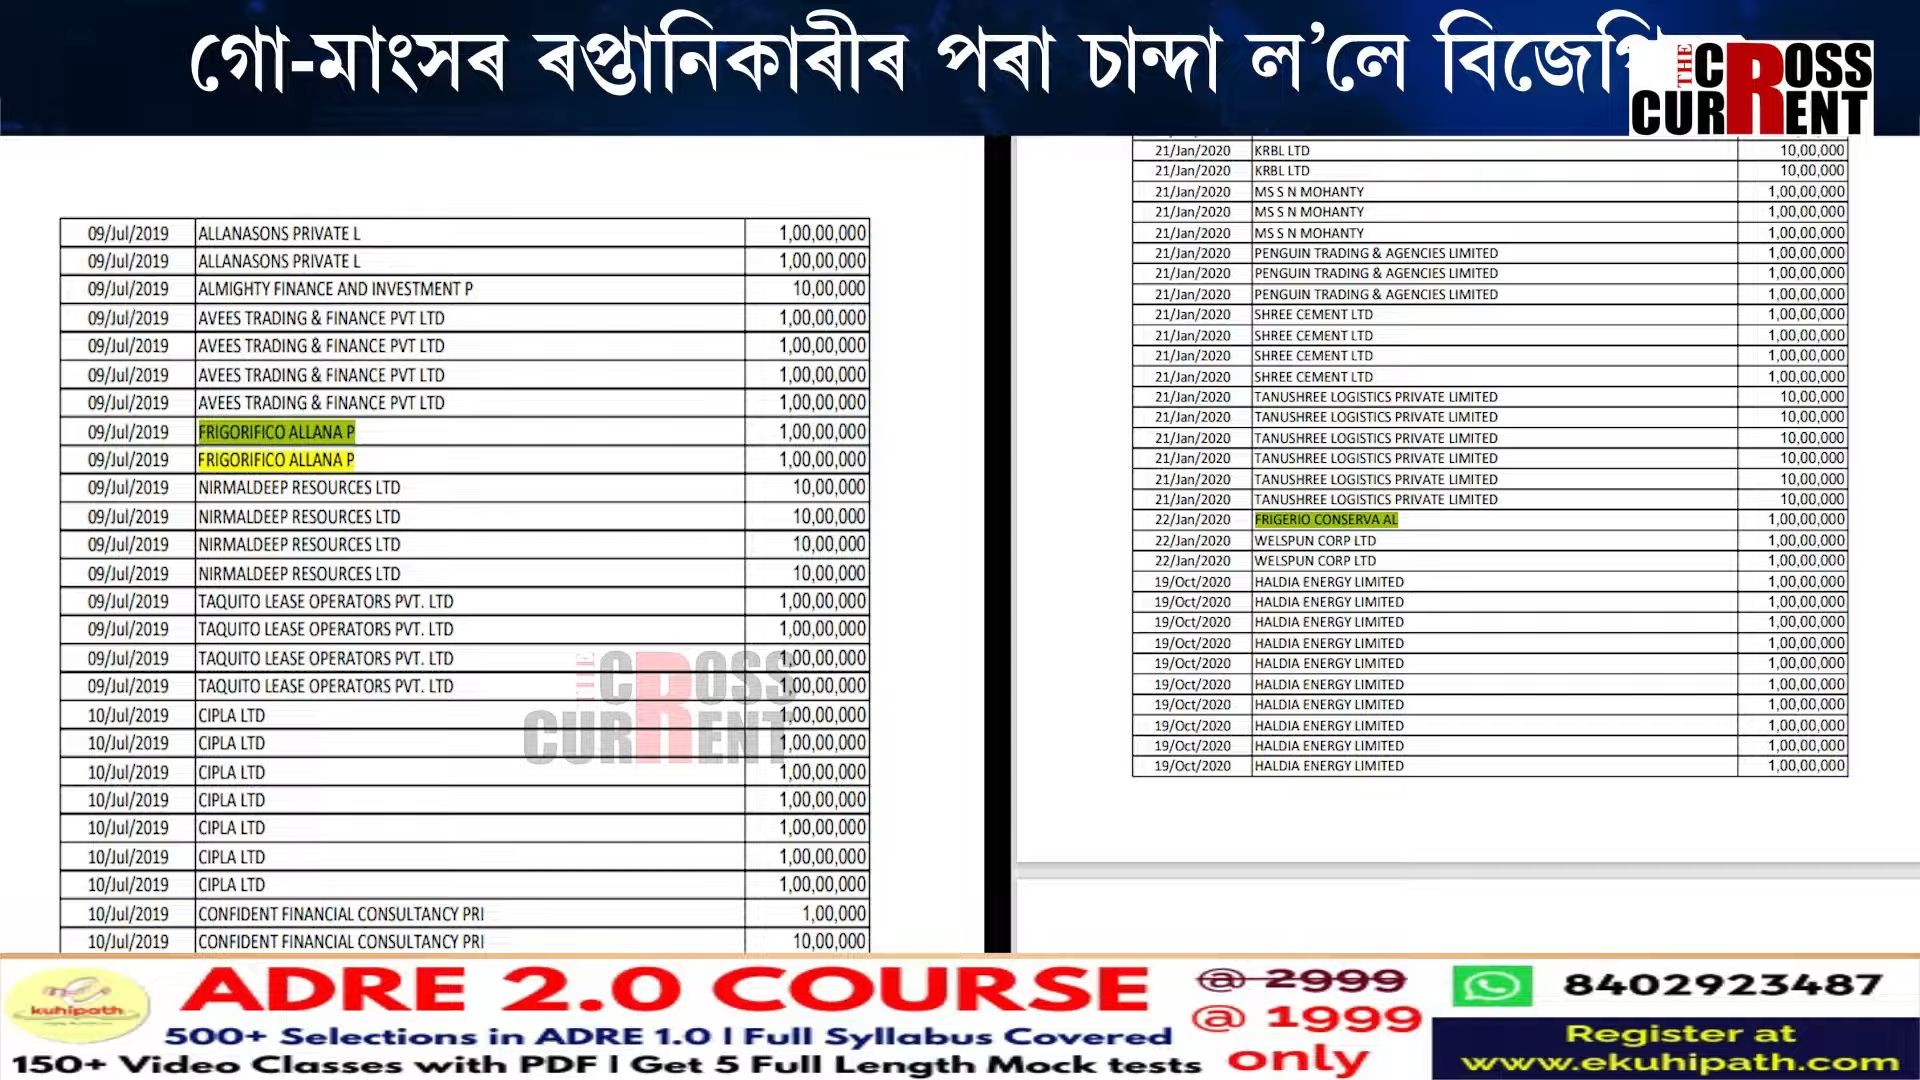 গো-মাংসৰ ৰপ্তানিকাৰীৰ পৰা চান্দা ল’লে
THE CROSS CURRENT
09/Jul/2019 ALLANASONS PRIVATE L 1,00,00,000
09/Jul/2019 ALLANASONS PRIVATE L 1,00,00,000
09/Jul/2019 ALMIGHTY FINANCE AND INVESTMENT P 10,00,000
09/Jul/2019 AVEES TRADING & FINANCE PVT LTD 1,00,00,000
09/Jul/2019 AVEES TRADING & FINANCE PVT LTD 1,00,00,000
09/Jul/2019 AVEES TRADING & FINANCE PVT LTD 1,00,00,000
09/Jul/2019 AVEES TRADING & FINANCE PVT LTD 1,00,00,000
09/Jul/2019 FRIGORIFICO ALLANA P 1,00,00,000
09/Jul/2019 FRIGORIFICO ALLANA P 1,00,00,000
09/Jul/2019 NIRMALDEEP RESOURCES LTD 10,00,000
09/Jul/2019 NIRMALDEEP RESOURCES LTD 10,00,000
09/Jul/2019 NIRMALDEEP RESOURCES LTD 10,00,000
09/Jul/2019 NIRMALDEEP RESOURCES LTD 10,00,000
09/Jul/2019 TAQUITO LEASE OPERATORS PVT. LTD 1,00,00,000
09/Jul/2019 TAQUITO LEASE OPERATORS PVT. LTD 1,00,00,000
09/Jul/2019 TAQUITO LEASE OPERATORS PVT. LTD 1,00,00,000
09/Jul/2019 TAQUITO LEASE OPERATORS PVT. LTD 1,00,00,000
10/Jul/2019 CIPLA LTD 1,00,00,000
10/Jul/2019 CIPLA LTD 1,00,00,000
10/Jul/2019 CIPLA LTD 1,00,00,000
10/Jul/2019 CIPLA LTD 1,00,00,000
10/Jul/2019 CIPLA LTD 1,00,00,000
10/Jul/2019 CIPLA LTD 1,00,00,000
10/Jul/2019 CIPLA LTD 1,00,00,000
10/Jul/2019 CONFIDENT FINANCIAL CONSULTANCY PRI 1,00,000
10/Jul/2019 CONFIDENT FINANCIAL CONSULTANCY PRI 10,00,000
THE CROSS CURRENT
21/Jan/2020 KRBL LTD 10,00,000
21/Jan/2020 KRBL LTD 10,00,000
21/Jan/2020 MS S N MOHANTY 1,00,00,000
21/Jan/2020 MS S N MOHANTY 1,00,00,000
21/Jan/2020 MS S N MOHANTY 1,00,00,000
21/Jan/2020 PENGUIN TRADING & AGENCIES LIMITED 1,00,00,000
21/Jan/2020 PENGUIN TRADING & AGENCIES LIMITED 1,00,00,000
21/Jan/2020 PENGUIN TRADING & AGENCIES LIMITED 1,00,00,000
21/Jan/2020 SHREE CEMENT LTD 1,00,00,000
21/Jan/2020 SHREE CEMENT LTD 1,00,00,000
21/Jan/2020 SHREE CEMENT LTD 1,00,00,000
21/Jan/2020 SHREE CEMENT LTD 1,00,00,000
21/Jan/2020 TANUSHREE LOGISTICS PRIVATE LIMITED 10,00,000
21/Jan/2020 TANUSHREE LOGISTICS PRIVATE LIMITED 10,00,000
21/Jan/2020 TANUSHREE LOGISTICS PRIVATE LIMITED 10,00,000
21/Jan/2020 TANUSHREE LOGISTICS PRIVATE LIMITED 10,00,000
21/Jan/2020 TANUSHREE LOGISTICS PRIVATE LIMITED 10,00,000
21/Jan/2020 TANUSHREE LOGISTICS PRIVATE LIMITED 10,00,000
22/Jan/2020 FRIGERIO CONSERVA AL 1,00,00,000
22/Jan/2020 WELSPUN CORP LTD 1,00,00,000
22/Jan/2020 WELSPUN CORP LTD 1,00,00,000
19/Oct/2020 HALDIA ENERGY LIMITED 1,00,00,000
19/Oct/2020 HALDIA ENERGY LIMITED 1,00,00,000
19/Oct/2020 HALDIA ENERGY LIMITED 1,00,00,000
19/Oct/2020 HALDIA ENERGY LIMITED 1,00,00,000
19/Oct/2020 HALDIA ENERGY LIMITED 1,00,00,000
19/Oct/2020 HALDIA ENERGY LIMITED 1,00,00,000
19/Oct/2020 HALDIA ENERGY LIMITED 1,00,00,000
19/Oct/2020 HALDIA ENERGY LIMITED 1,00,00,000
19/Oct/2020 HALDIA ENERGY LIMITED 1,00,00,000
19/Oct/2020 HALDIA ENERGY LIMITED 1,00,00,000
kuhipath
ADRE 2.0 COURSE
500+ Selections in ADRE 1.0 | Full Syllabus Covered
150+ Video Classes with PDF | Get 5 Full Length Mock tests
@ 2999
@ 1999
only
8402923487
Register at
www.ekuhipath.com